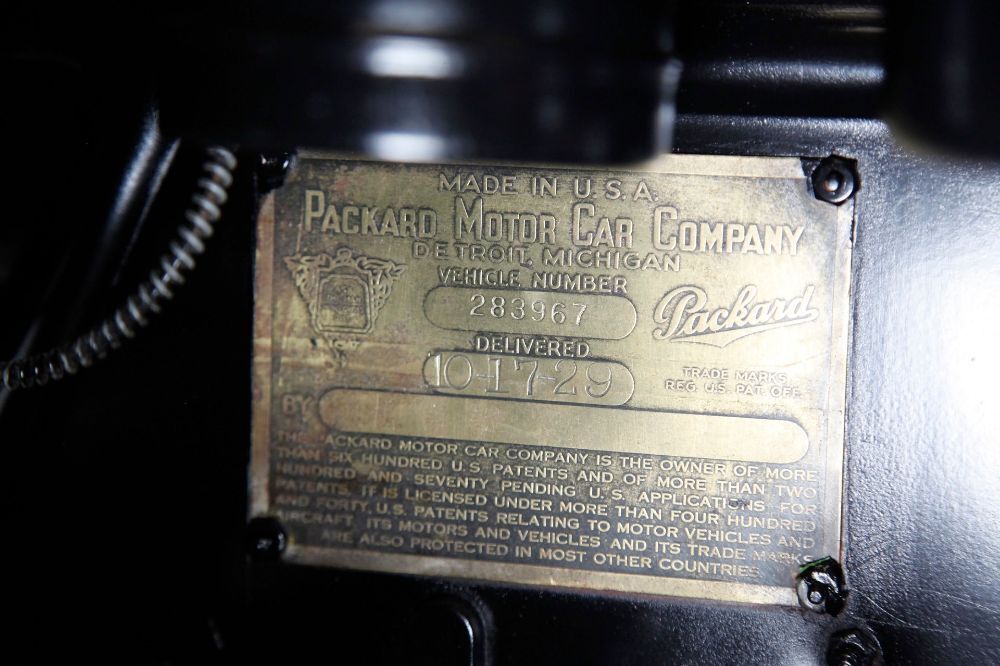 MADE IN U.S.A.
PACKARD MOTOR CAR COMPANY
DETROIT, MICHIGAN
VEHICLE NUMBER
283967
Packard
DELIVERED
10-17-29
TRADE MARKS
REG. U.S. PAT. OFF.
BY
THE PACKARD MOTOR CAR COMPANY IS THE OWNER OF MORE
THAN SIX HUNDRED U.S. PATENTS AND OF MORE THAN TWO
HUNDRED AND SEVENTY PENDING U.S. APPLICATIONS FOR
PATENTS. IT IS LICENSED UNDER MORE THAN FOUR HUNDRED
AND FORTY U.S. PATENTS RELATING TO MOTOR VEHICLES AND
AIRCRAFT. ITS MOTORS AND VEHICLES AND ITS TRADE MARKS
ARE ALSO PROTECTED IN MOST OTHER COUNTRIES